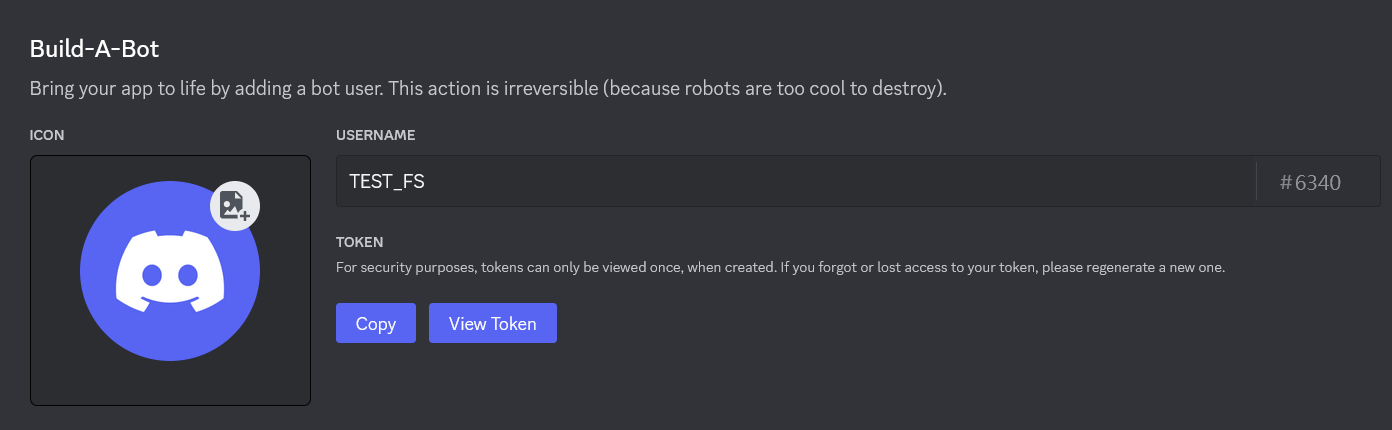 Build-A-Bot
Bring your app to life by adding a bot user. This action is irreversible (because robots are too cool to destroy).
ICON
USERNAME
TEST_FS
#6340
TOKEN
For security purposes, tokens can only be viewed once, when created. If you forgot or lost access to your token, please regenerate a new one.
Copy
View Token